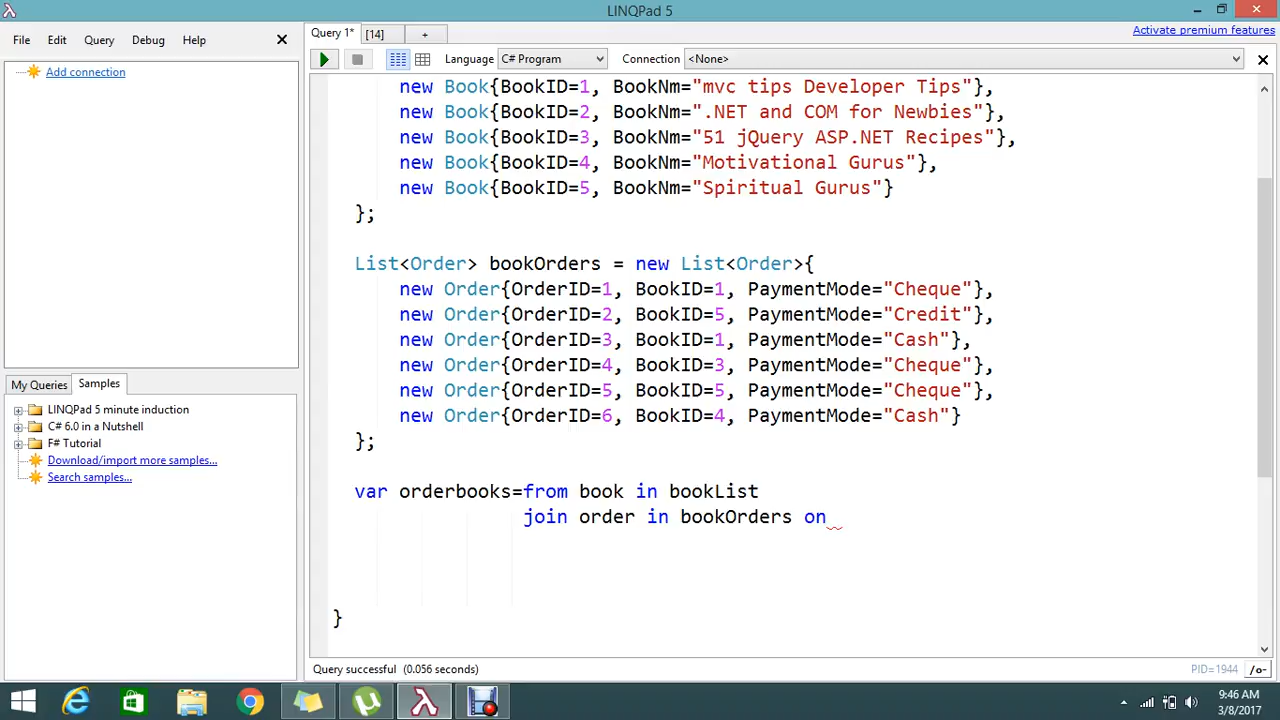 LINQPad 5
File Edit Query Debug Help
Add connection
My Queries Samples
LINQPad 5 minute induction
C# 6.0 in a Nutshell
F# Tutorial
Download/import more samples...
Search samples...
Query 1* [14] +
Activate premium features
Language C# Program Connection <None>
new Book{BookID=1, BookNm="mvc tips Developer Tips"},
new Book{BookID=2, BookNm=".NET and COM for Newbies"},
new Book{BookID=3, BookNm="51 jQuery ASP.NET Recipes"},
new Book{BookID=4, BookNm="Motivational Gurus"},
new Book{BookID=5, BookNm="Spiritual Gurus"}
};
List<Order> bookOrders = new List<Order>{
new Order{OrderID=1, BookID=1, PaymentMode="Cheque"},
new Order{OrderID=2, BookID=5, PaymentMode="Credit"},
new Order{OrderID=3, BookID=1, PaymentMode="Cash"},
new Order{OrderID=4, BookID=3, PaymentMode="Cheque"},
new Order{OrderID=5, BookID=5, PaymentMode="Cheque"},
new Order{OrderID=6, BookID=4, PaymentMode="Cash"}
};
var orderbooks=from book in bookList
join order in bookOrders on
}
Query successful (0.056 seconds)
PID=1944 /o-
9:46 AM
3/8/2017